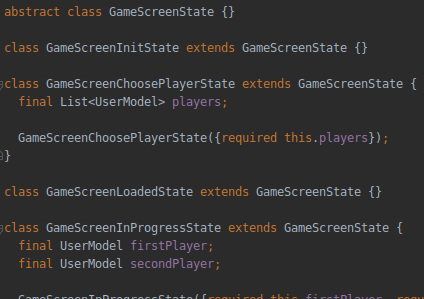 abstract class GameScreenState {}
class GameScreenInitState extends GameScreenState {}
class GameScreenChoosePlayerState extends GameScreenState {
final List<UserModel> players;
GameScreenChoosePlayerState({required this.players});
}
class GameScreenLoadedState extends GameScreenState {}
class GameScreenInProgressState extends GameScreenState {
final UserModel firstPlayer;
final UserModel secondPlayer;
GameScreenInProgressState({required this.firstPlayer, requ